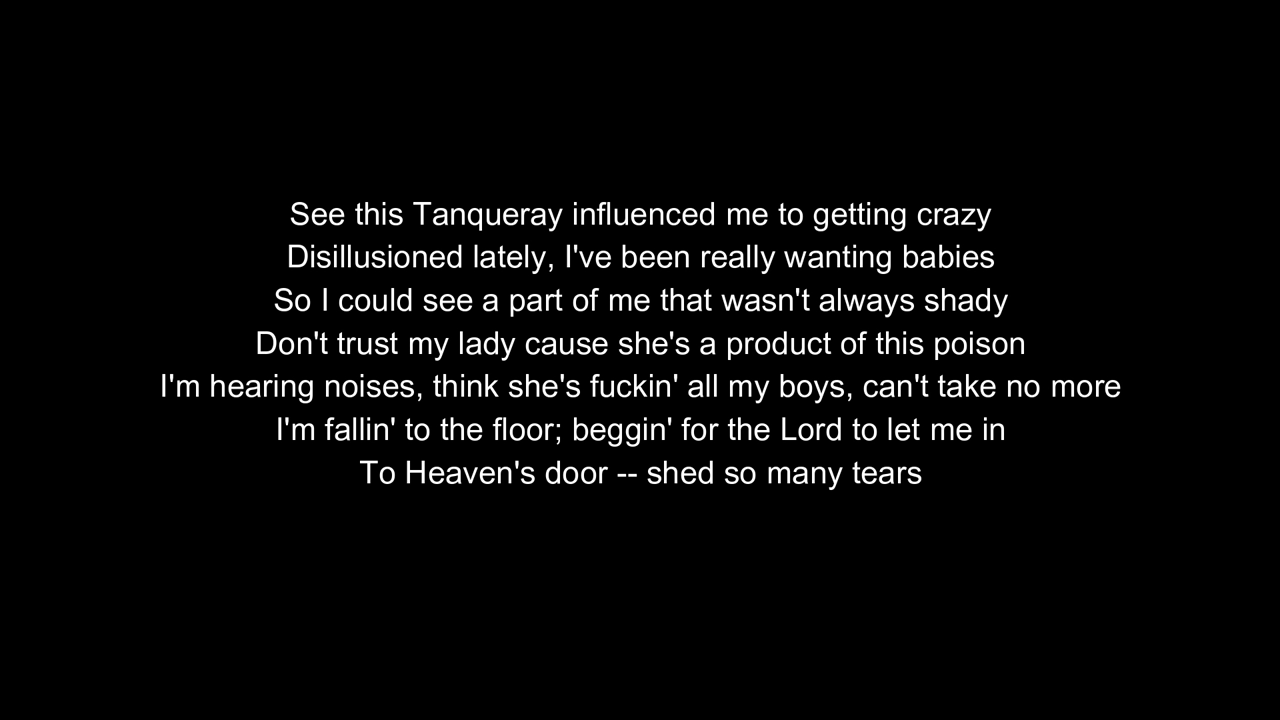 See this Tanqueray influenced me to getting crazy
Disillusioned lately, I've been really wanting babies
So I could see a part of me that wasn't always shady
Don't trust my lady cause she's a product of this poison
I'm hearing noises, think she's fuckin' all my boys, can't take no more
I'm fallin' to the floor; beggin' for the Lord to let me in
To Heaven's door -- shed so many tears